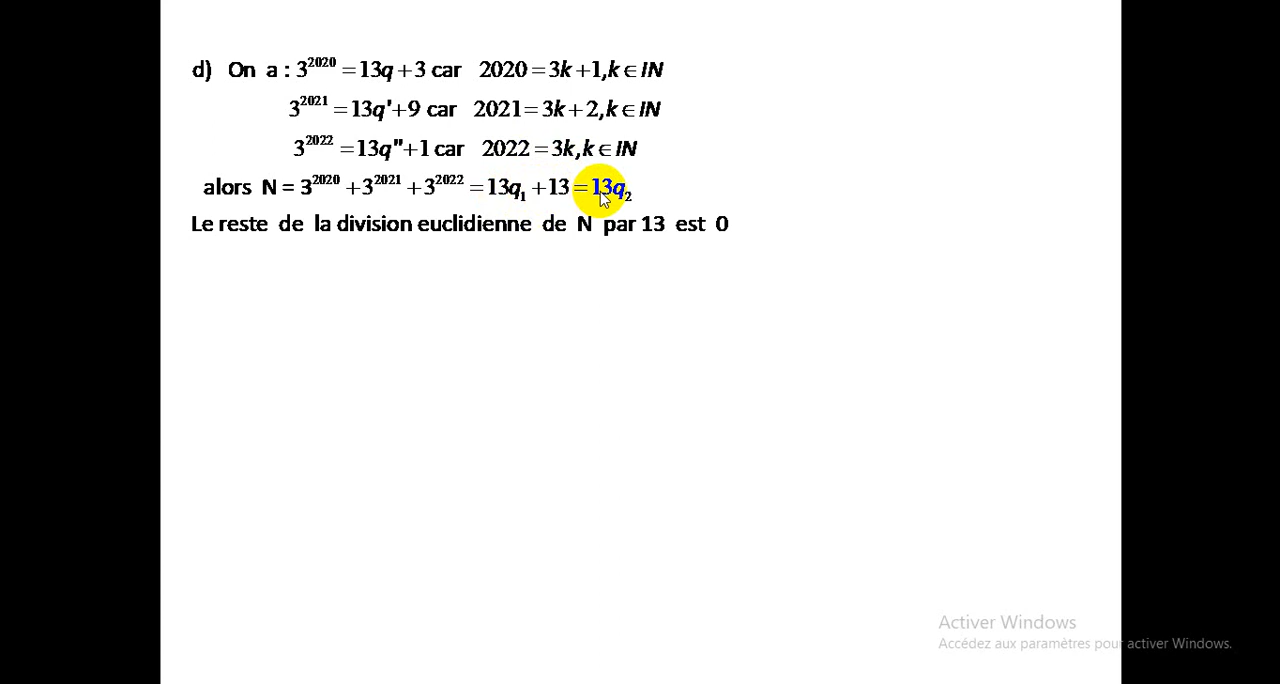 d) On a : 3^2020 = 13q + 3 car 2020 = 3k + 1, k ∈ IN
3^2021 = 13q' + 9 car 2021 = 3k + 2, k ∈ IN
3^2022 = 13q" + 1 car 2022 = 3k, k ∈ IN
alors N = 3^2020 + 3^2021 + 3^2022 = 13q₁ + 13 = 13q₂
Le reste de la division euclidienne de N par 13 est 0
Activer Windows
Accédez aux paramètres pour activer Windows.